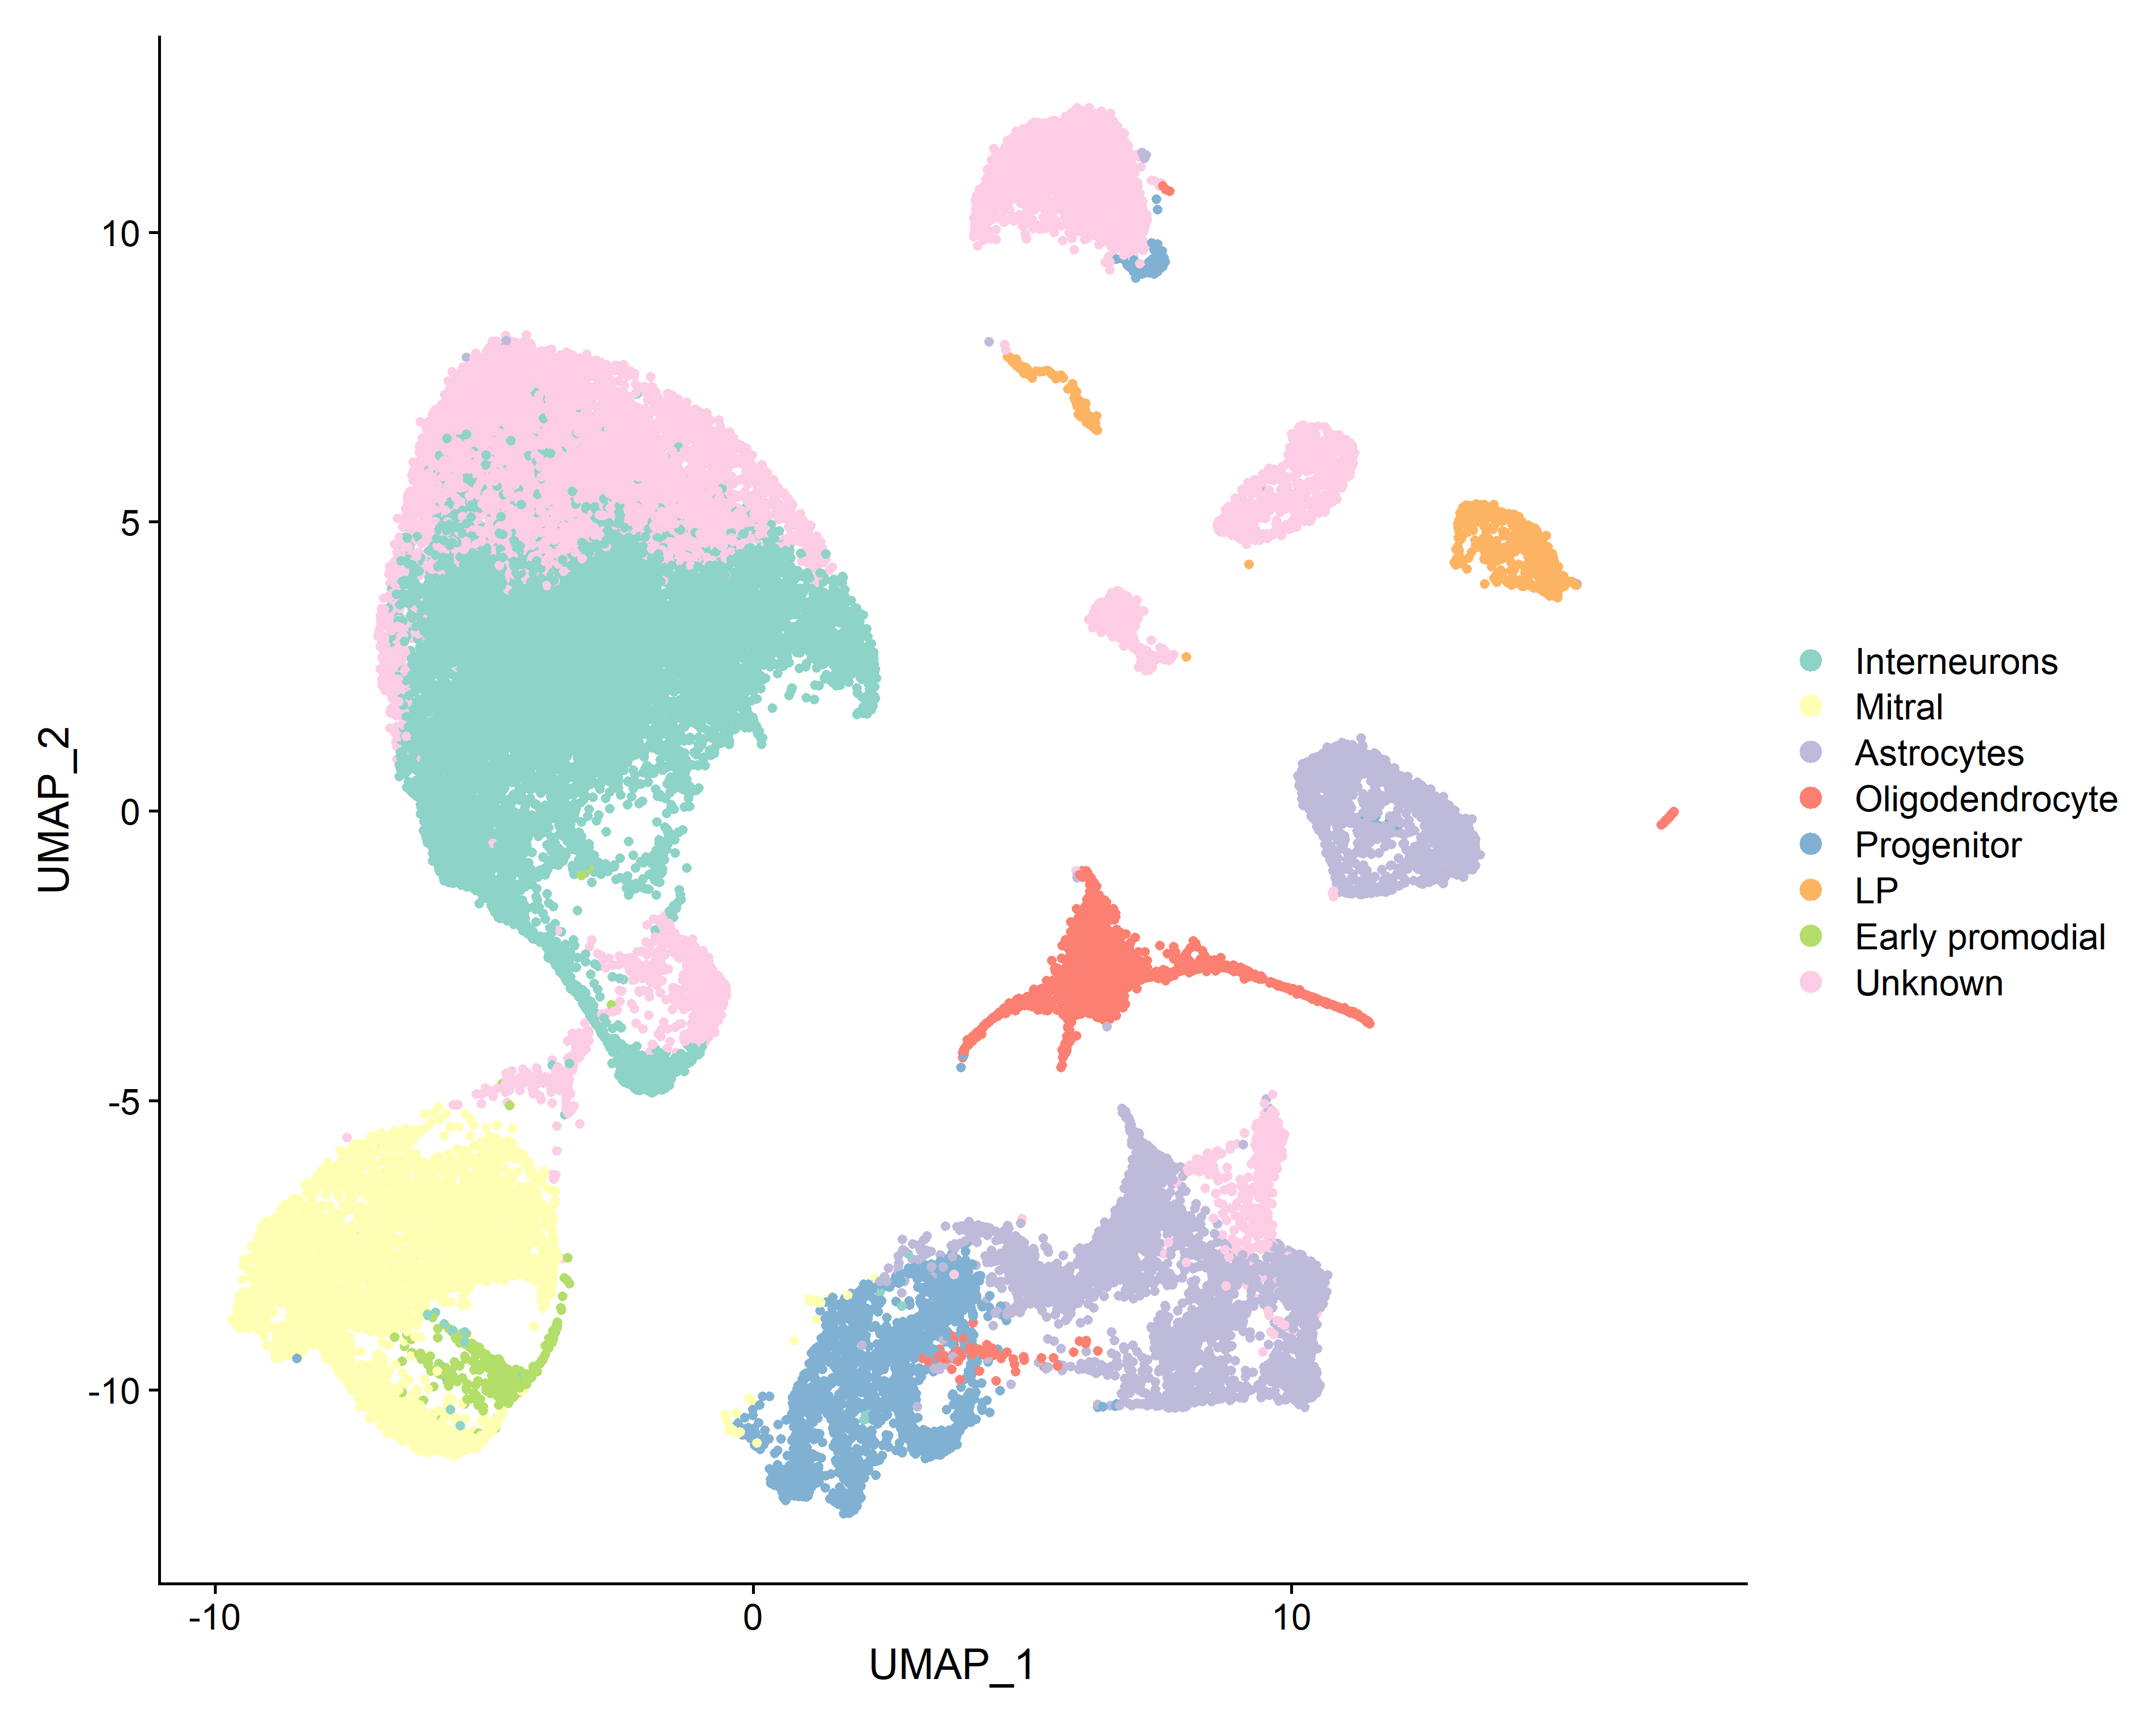 10
5
0
-5
-10
UMAP_2
-10
0
10
UMAP_1
Interneurons
Mitral
Astrocytes
Oligodendrocyte
Progenitor
LP
Early promodial
Unknown